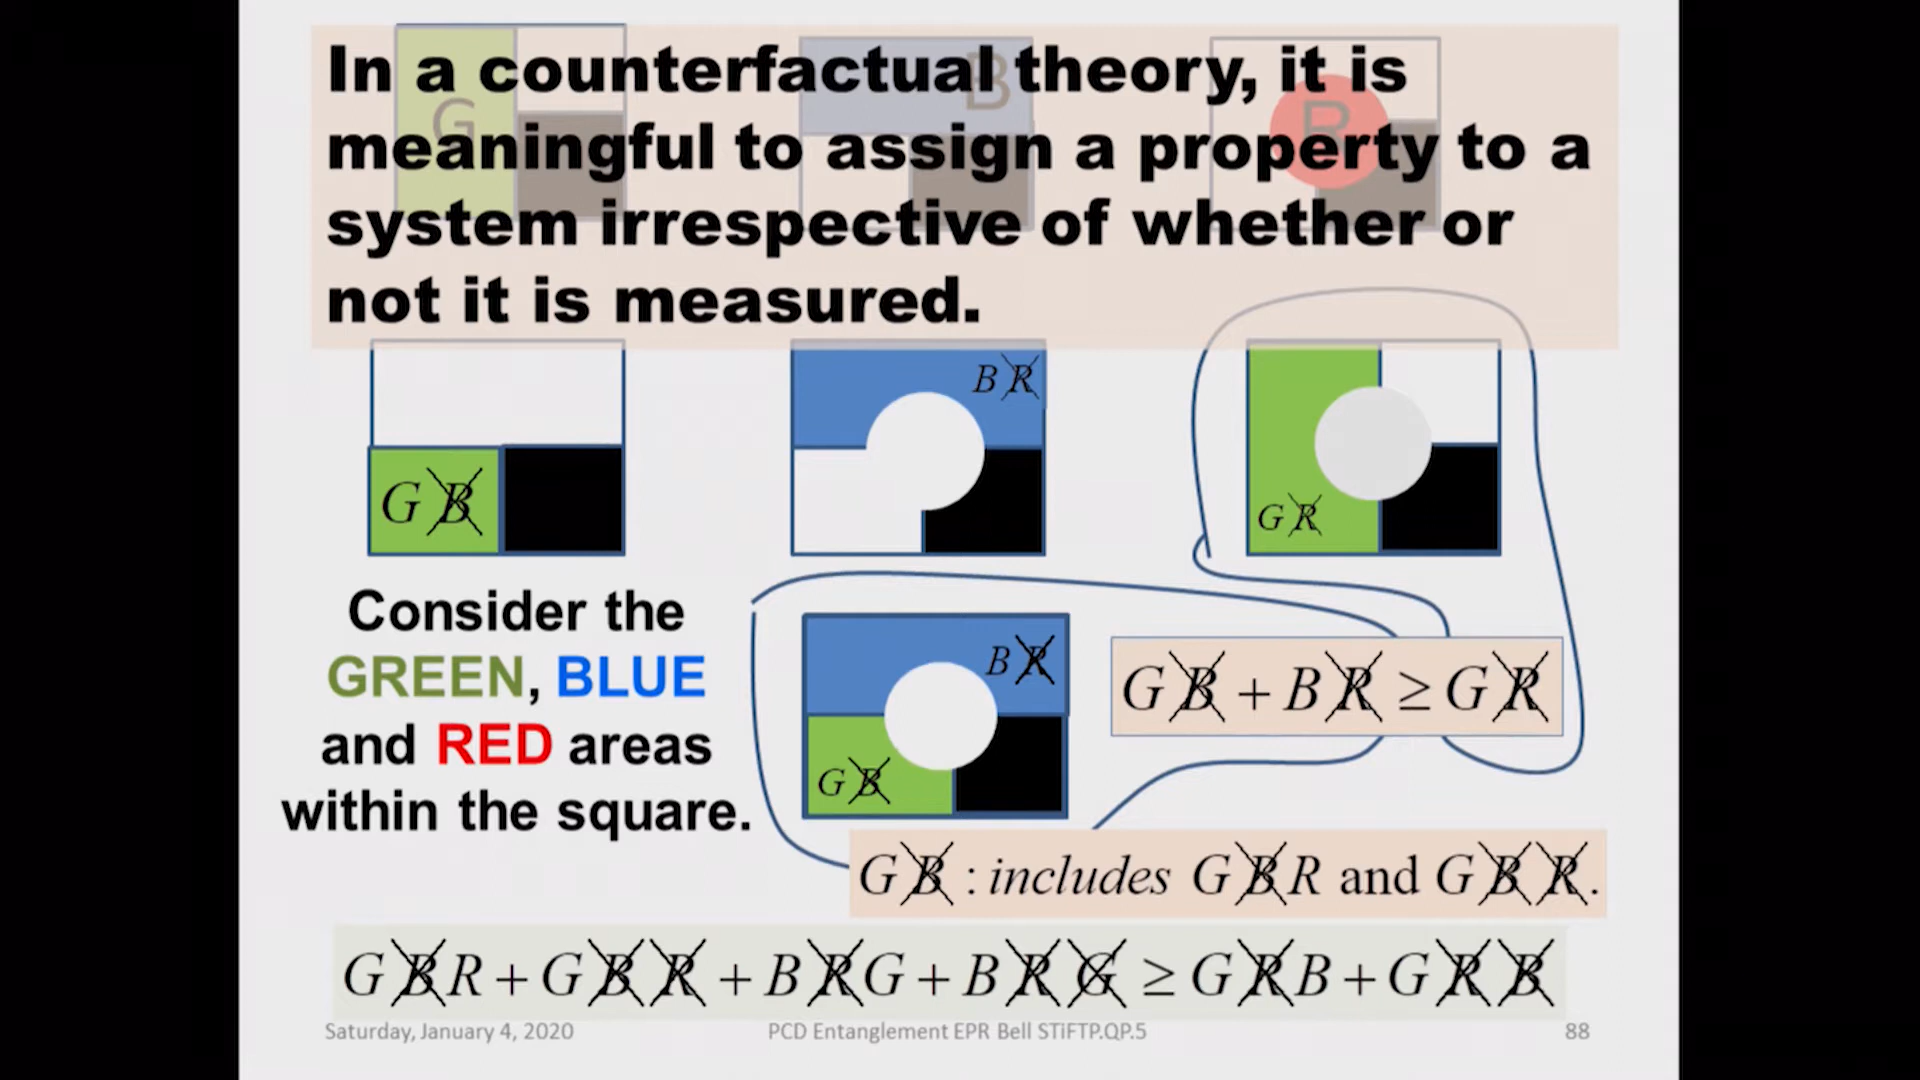 In a counterfactual theory, it is
meaningful to assign a property to a
system irrespective of whether or
not it is measured.
G
B
R
G B̸
B R̸
G R̸
Consider the
GREEN, BLUE
and RED areas
within the square.
B R̸
G B̸
G B̸ + B R̸ ≥ G R̸
G B̸ : includes G B̸ R and G B̸ R̸.
G B̸ R + G B̸ R̸ + B R̸ G + B R̸ G̸ ≥ G R̸ B + G R̸ B̸
Saturday, January 4, 2020
PCD Entanglement EPR Bell STiFTP.QP.5
88